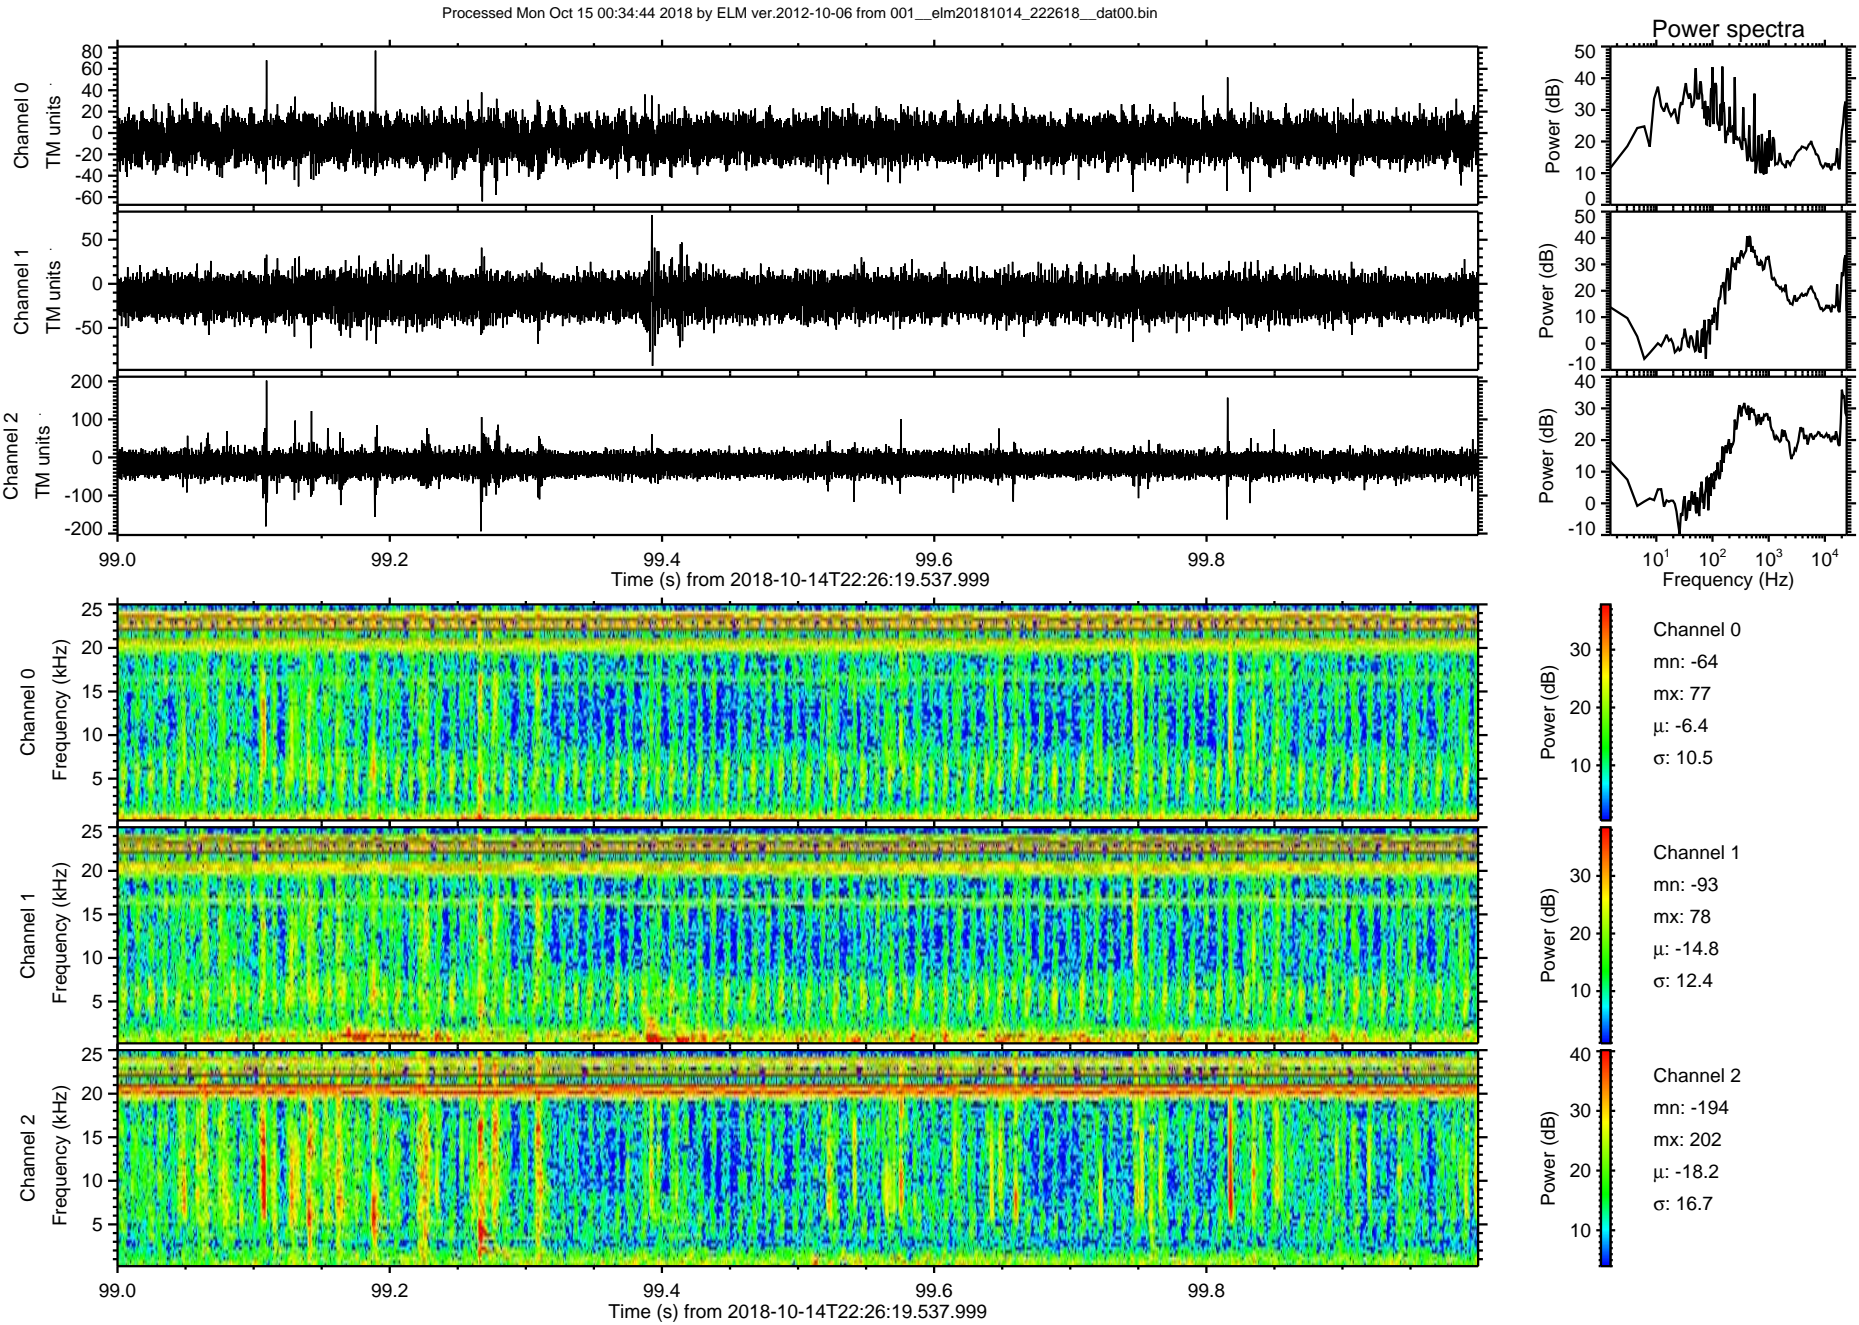 Processed Mon Oct 15 00:34:44 2018 by ELM ver.2012-10-06 from 001__elm20181014_222618__dat00.bin
Power spectra
Channel 0
TM units
80
60
40
20
0
-20
-40
-60
Power (dB)
50
40
30
20
10
0
Channel 1
TM units
50
0
-50
Power (dB)
50
40
30
20
10
0
-10
Channel 2
TM units
200
100
0
-100
-200
Power (dB)
40
30
20
10
0
-10
99.0 99.2 99.4 99.6 99.8
Time (s) from 2018-10-14T22:26:19.537.999
10¹ 10² 10³ 10⁴
Frequency (Hz)
Channel 0
Frequency (kHz)
25
20
15
10
5
Power (dB)
30
20
10
Channel 0
mn: -64
mx: 77
μ: -6.4
σ: 10.5
Channel 1
Frequency (kHz)
25
20
15
10
5
Power (dB)
30
20
10
Channel 1
mn: -93
mx: 78
μ: -14.8
σ: 12.4
Channel 2
Frequency (kHz)
25
20
15
10
5
Power (dB)
40
30
20
10
Channel 2
mn: -194
mx: 202
μ: -18.2
σ: 16.7
99.0 99.2 99.4 99.6 99.8
Time (s) from 2018-10-14T22:26:19.537.999